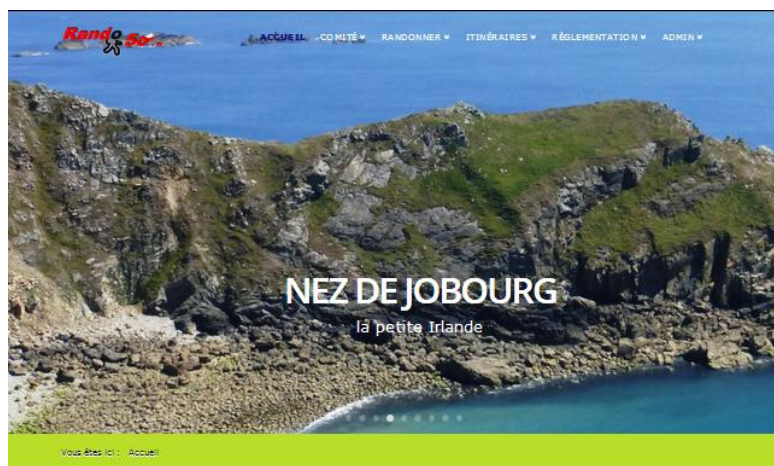 Rando 50
ACCUEIL COMITÉ RANDONNER ITINÉRAIRES RÈGLEMENTATION ADMIN
NEZ DE JOBOURG
la petite Irlande
Vous êtes ici : Accueil